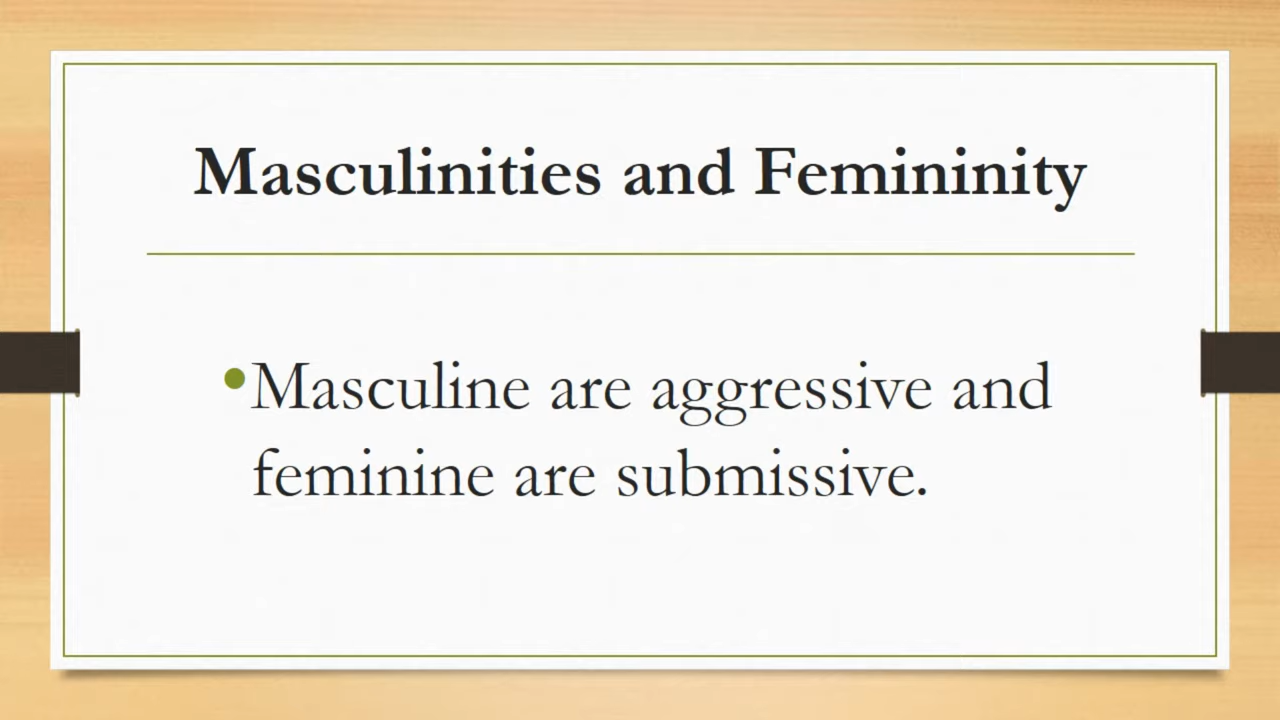 Masculinities and Femininity
•Masculine are aggressive and
feminine are submissive.